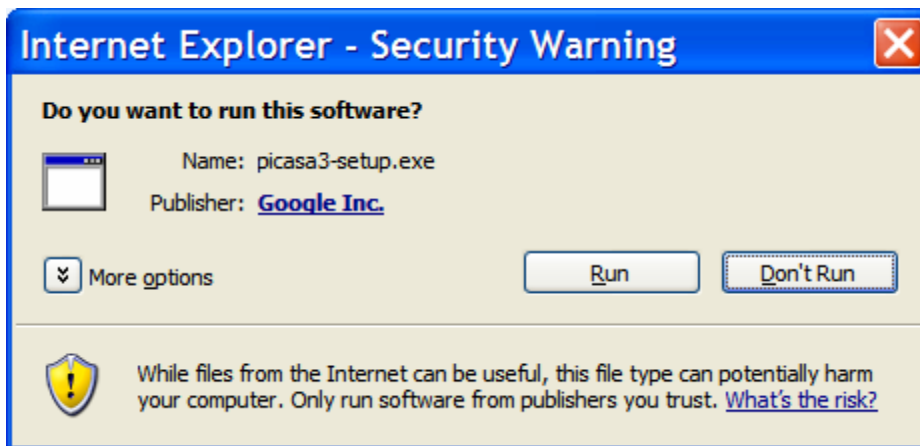 Internet Explorer - Security Warning
Do you want to run this software?
Name: picasa3-setup.exe
Publisher: Google Inc.
More options
Run
Don't Run
While files from the Internet can be useful, this file type can potentially harm
your computer. Only run software from publishers you trust. What's the risk?